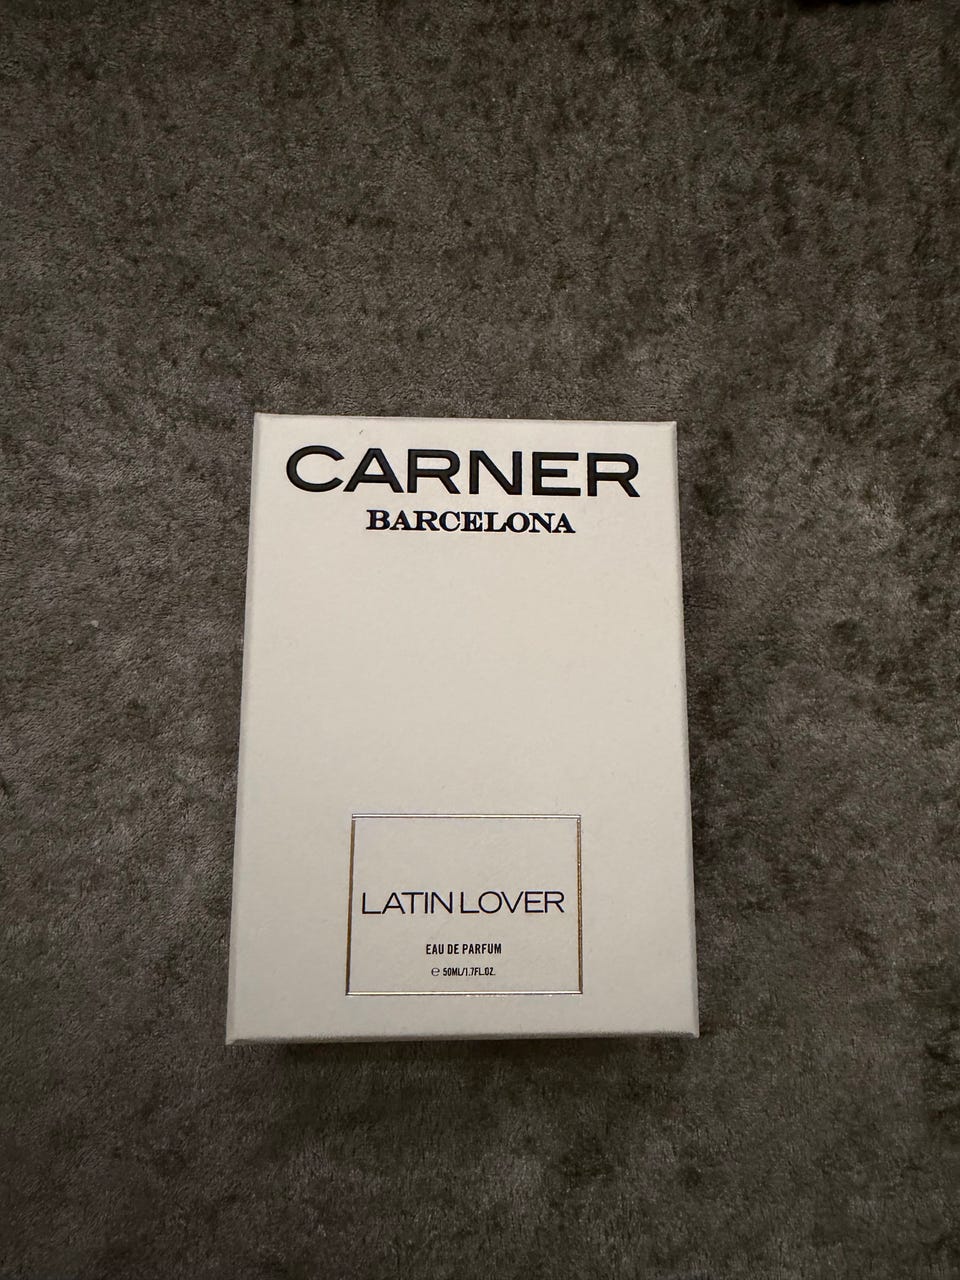 CARNER
BARCELONA
LATIN LOVER
EAU DE PARFUM
℮ 50ML/1.7FL.OZ.